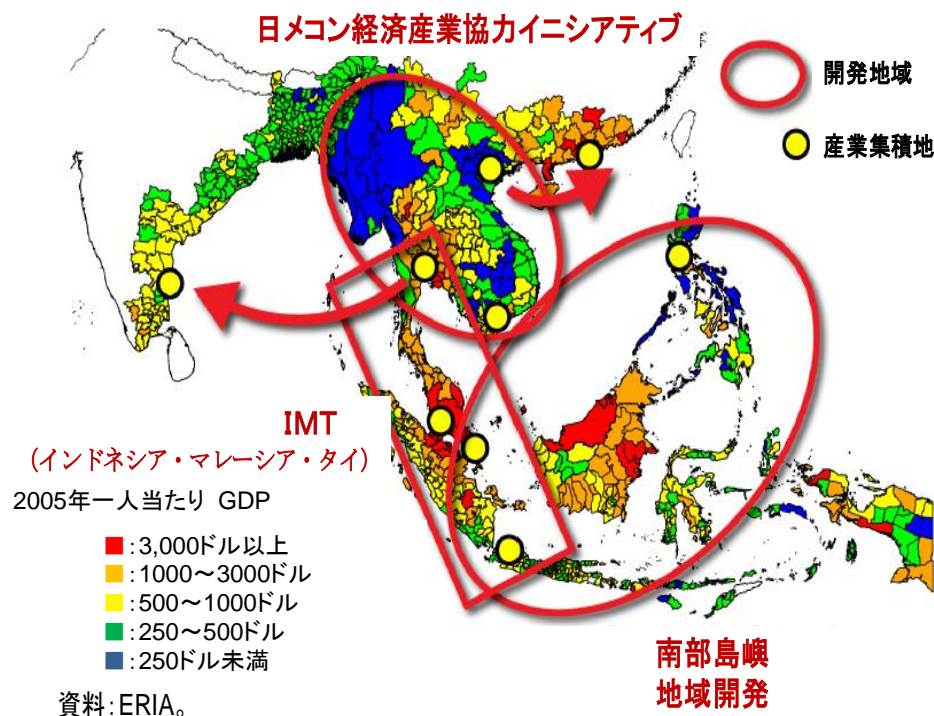 日メコン経済産業協力イニシアティブ
開発地域
産業集積地
IMT
（インドネシア・マレーシア・タイ）
2005年一人当たり GDP
■：3,000ドル以上
■：1000～3000ドル
■：500～1000ドル
■：250～500ドル
■：250ドル未満
資料：ERIA。
南部島嶼
地域開発